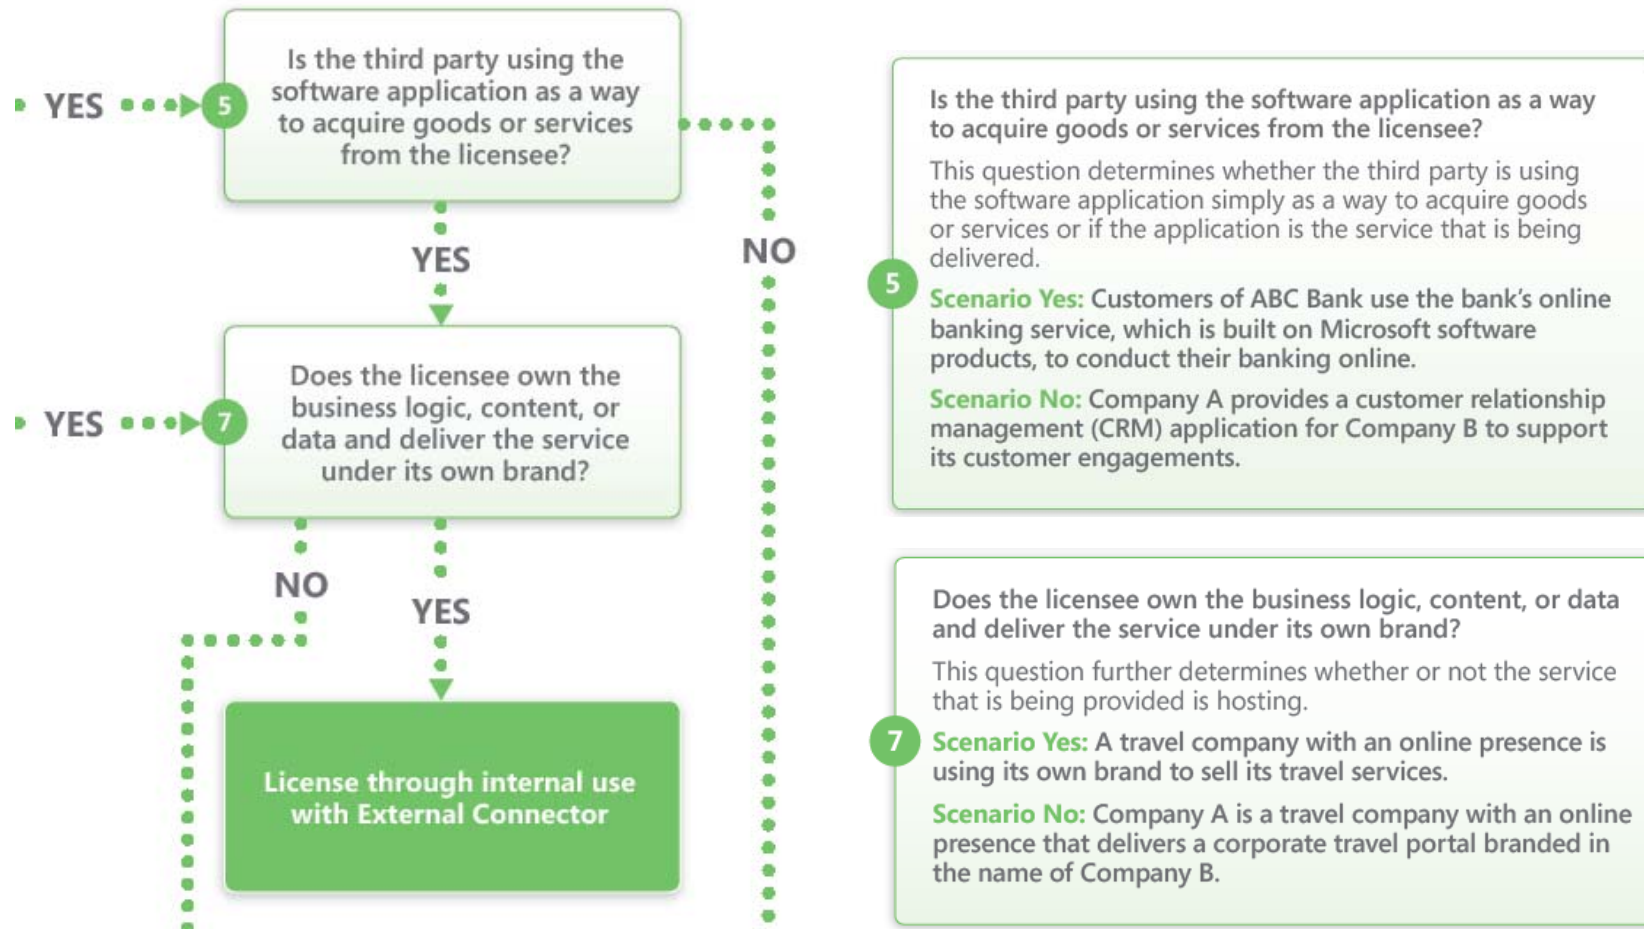 YES
5
Is the third party using the
software application as a way
to acquire goods or services
from the licensee?
YES
NO
YES
7
Does the licensee own the
business logic, content, or
data and deliver the service
under its own brand?
NO
YES
License through internal use
with External Connector
5
Is the third party using the software application as a way
to acquire goods or services from the licensee?
This question determines whether the third party is using
the software application simply as a way to acquire goods
or services or if the application is the service that is being
delivered.
Scenario Yes: Customers of ABC Bank use the bank's online
banking service, which is built on Microsoft software
products, to conduct their banking online.
Scenario No: Company A provides a customer relationship
management (CRM) application for Company B to support
its customer engagements.
7
Does the licensee own the business logic, content, or data
and deliver the service under its own brand?
This question further determines whether or not the service
that is being provided is hosting.
Scenario Yes: A travel company with an online presence is
using its own brand to sell its travel services.
Scenario No: Company A is a travel company with an online
presence that delivers a corporate travel portal branded in
the name of Company B.